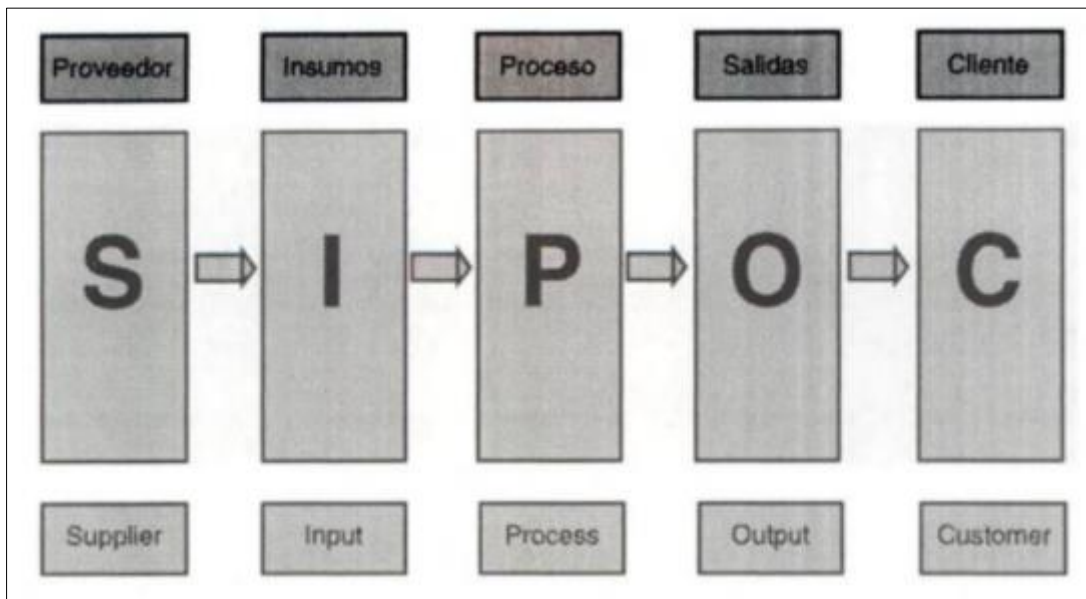 Proveedor Insumos Proceso Salidas Cliente
S I P O C
Supplier Input Process Output Customer